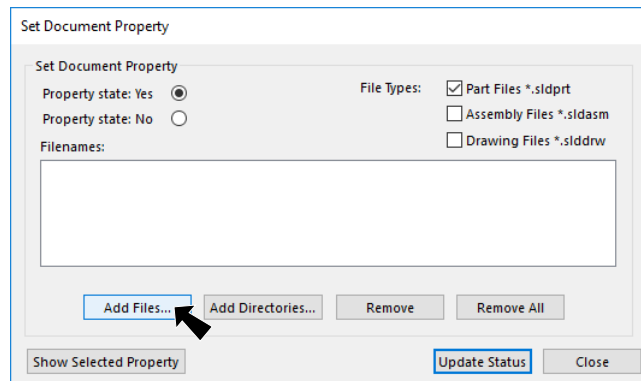 Set Document Property
Set Document Property
Property state: Yes
File Types:
Part Files *.sldprt
Property state: No
Assembly Files *.sldasm
Drawing Files *.slddrw
Filenames:
Add Files...
Add Directories...
Remove
Remove All
Show Selected Property
Update Status
Close